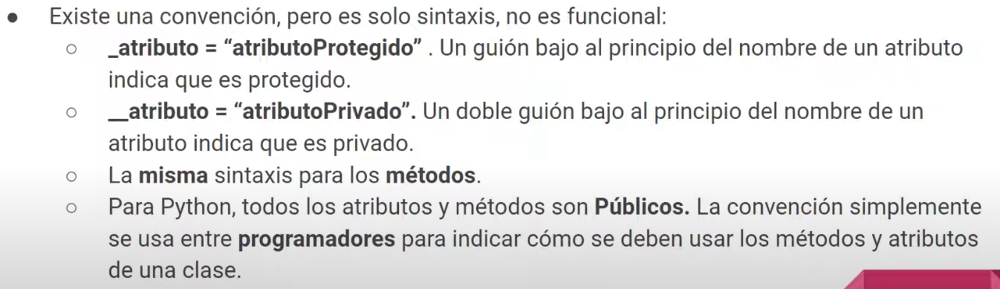 ● Existe una convención, pero es solo sintaxis, no es funcional:
○ _atributo = “atributoProtegido” . Un guión bajo al principio del nombre de un atributo
indica que es protegido.
○ __atributo = “atributoPrivado”. Un doble guión bajo al principio del nombre de un
atributo indica que es privado.
○ La misma sintaxis para los métodos.
○ Para Python, todos los atributos y métodos son Públicos. La convención simplemente
se usa entre programadores para indicar cómo se deben usar los métodos y atributos
de una clase.